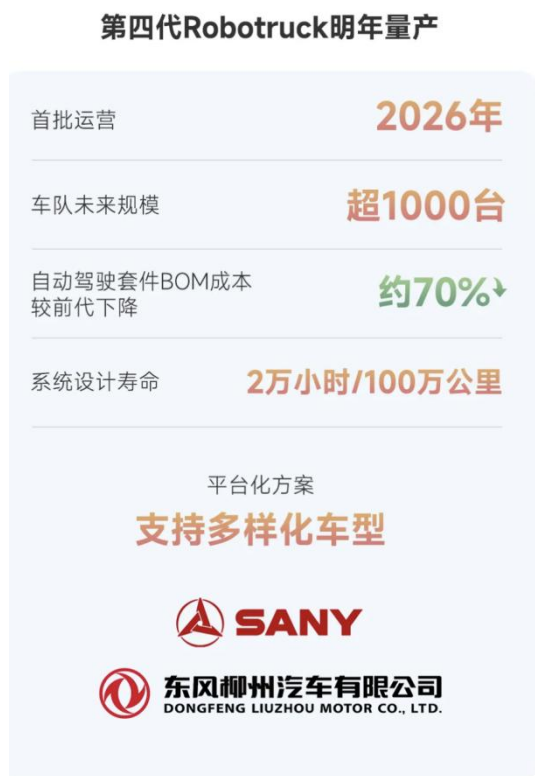 第四代Robotruck明年量产
首批运营
2026年
车队未来规模
超1000台
自动驾驶套件BOM成本
较前代下降
约70%
系统设计寿命
2万小时/100万公里
平台化方案
支持多样化车型
SANY
东风柳州汽车有限公司
DONGFENG LIUZHOU MOTOR CO., LTD.